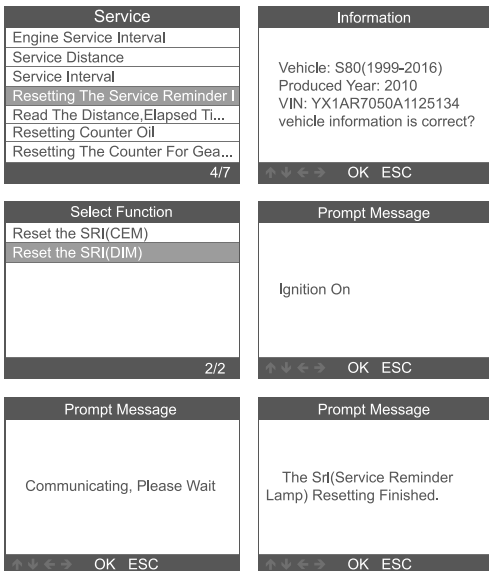 Service
Engine Service Interval
Service Distance
Service Interval
Resetting The Service Reminder I
Read The Distance,Elapsed Ti...
Resetting Counter Oil
Resetting The Counter For Gea...
4/7
Information
Vehicle: S80(1999-2016)
Produced Year: 2010
VIN: YX1AR7050A1125134
vehicle information is correct?
OK ESC
Select Function
Reset the SRI(CEM)
Reset the SRI(DIM)
2/2
Prompt Message
Ignition On
OK ESC
Prompt Message
Communicating, Please Wait
OK ESC
Prompt Message
The SrI(Service Reminder
Lamp) Resetting Finished.
OK ESC